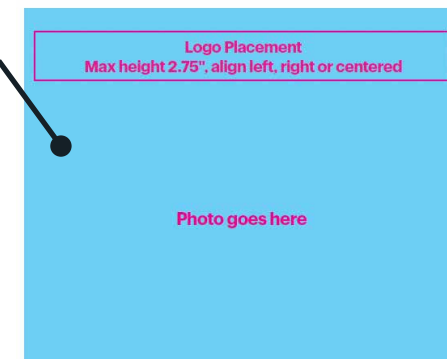 Logo Placement
Max height 2.75", align left, right or centered
Photo goes here